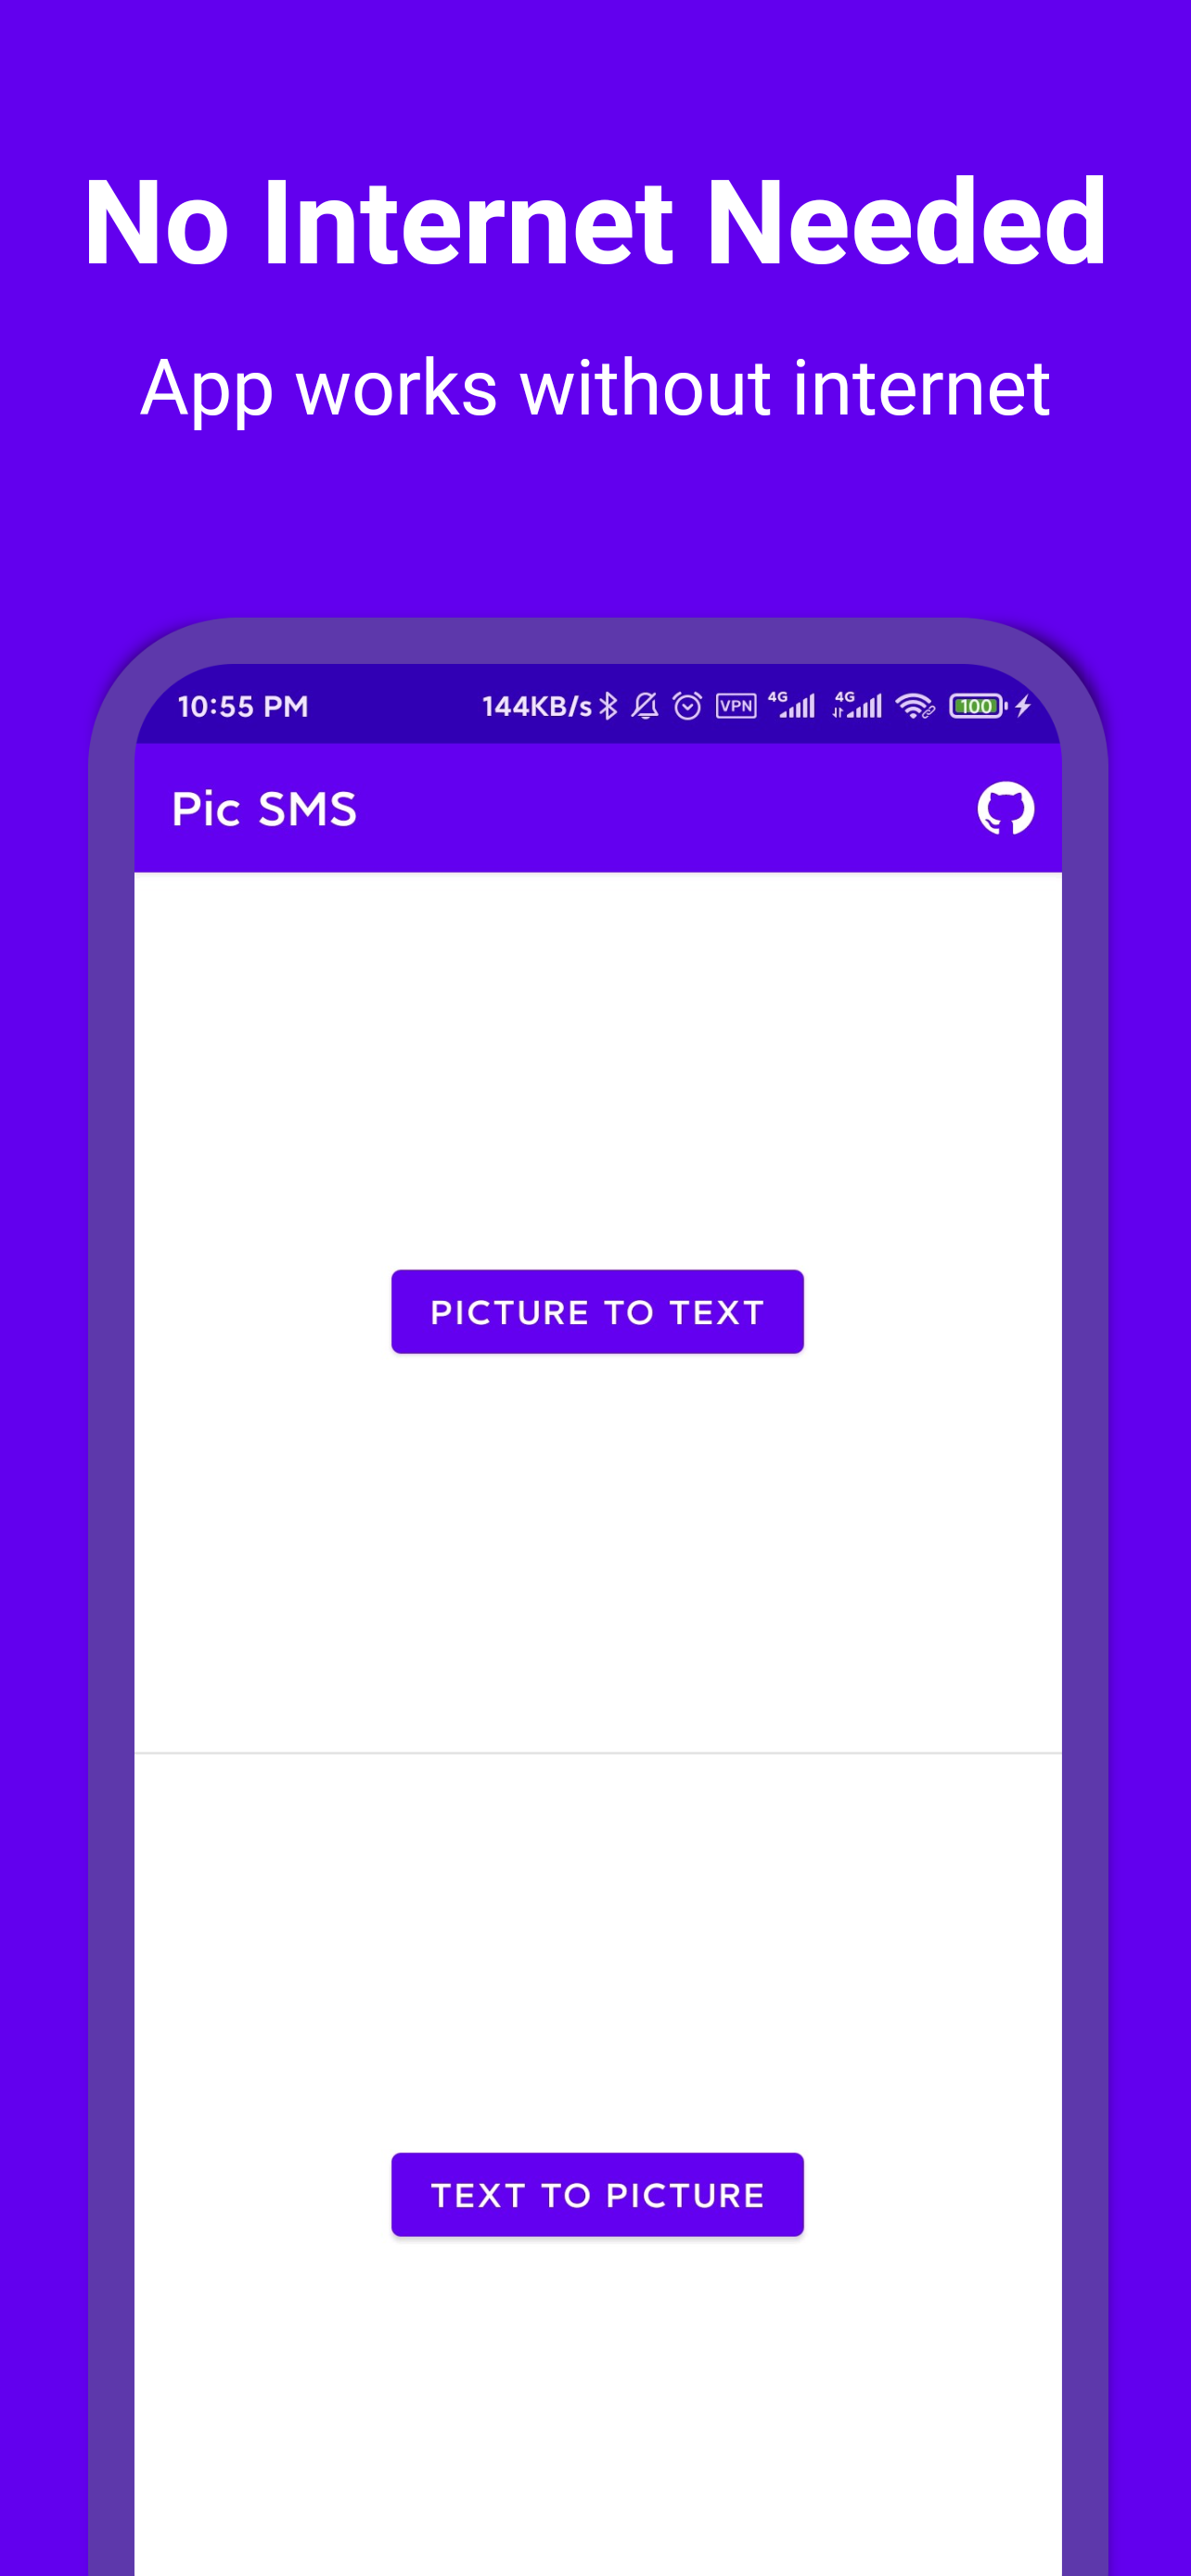 No Internet Needed
App works without internet
10:55 PM 144KB/s VPN 4G 4G 100
Pic SMS
PICTURE TO TEXT
TEXT TO PICTURE